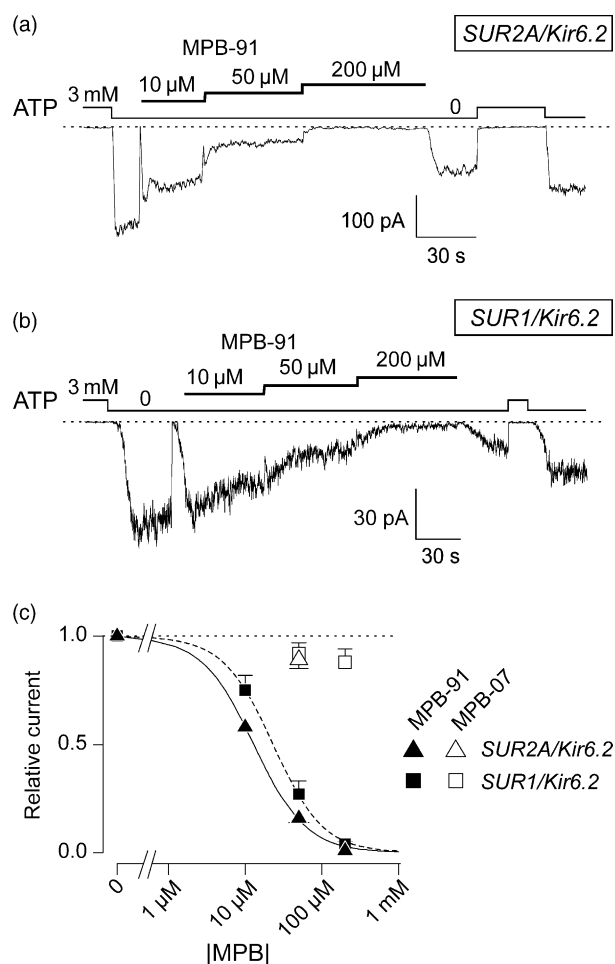 (a)
SUR2A/Kir6.2
MPB-91
10 µM 50 µM 200 µM
ATP 3 mM 0
100 pA
30 s
(b)
SUR1/Kir6.2
MPB-91
10 µM 50 µM 200 µM
ATP 3 mM 0
30 pA
30 s
(c)
1.0
0.5
0.0
Relative current
0 1 µM 10 µM 100 µM 1 mM
|MPB|
MPB-91 MPB-07
SUR2A/Kir6.2
SUR1/Kir6.2